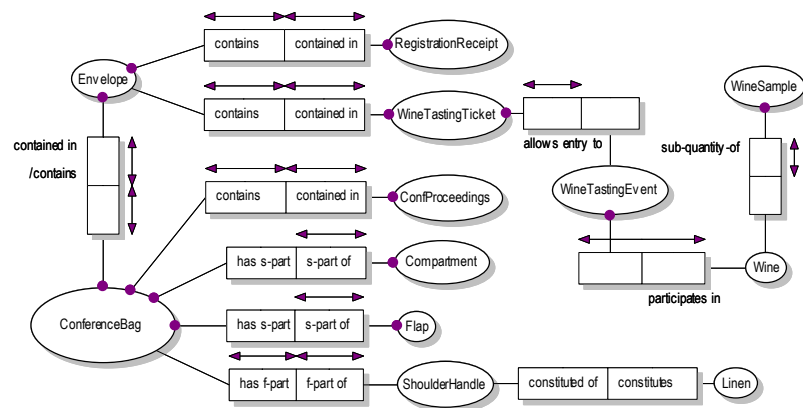 contains contained in RegistrationReceipt
Envelope
WineSample
contains contained in WineTastingTicket
contained in
/contains
allows entry to
sub-quantity-of
WineTastingEvent
contains contained in ConfProceedings
has s-part s-part of Compartment
Wine
participates in
ConferenceBag
has s-part s-part of Flap
has f-part f-part of ShoulderHandle constituted of constitutes Linen